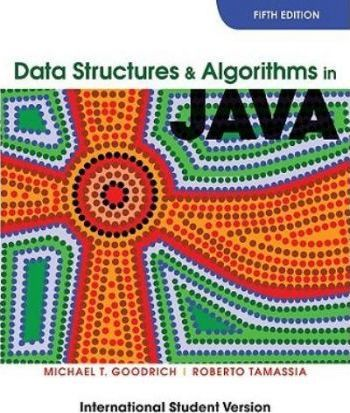 FIFTH EDITION
Data Structures & Algorithms in
JAVA
MICHAEL T. GOODRICH | ROBERTO TAMASSIA
International Student Version